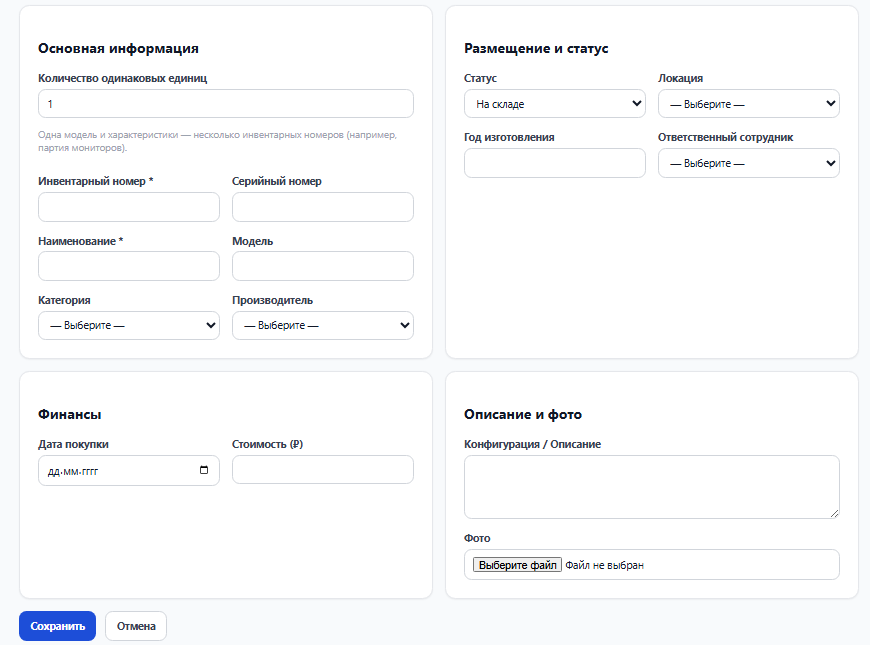 Основная информация
Количество одинаковых единиц
1
Одна модель и характеристики — несколько инвентарных номеров (например,
партия мониторов).
Инвентарный номер * Серийный номер
Наименование * Модель
Категория Производитель
— Выберите — — Выберите —
Размещение и статус
Статус Локация
На складе — Выберите —
Год изготовления Ответственный сотрудник
— Выберите —
Финансы
Дата покупки Стоимость (₽)
дд.мм.гггг
Описание и фото
Конфигурация / Описание
Фото
Выберите файл Файл не выбран
Сохранить Отмена